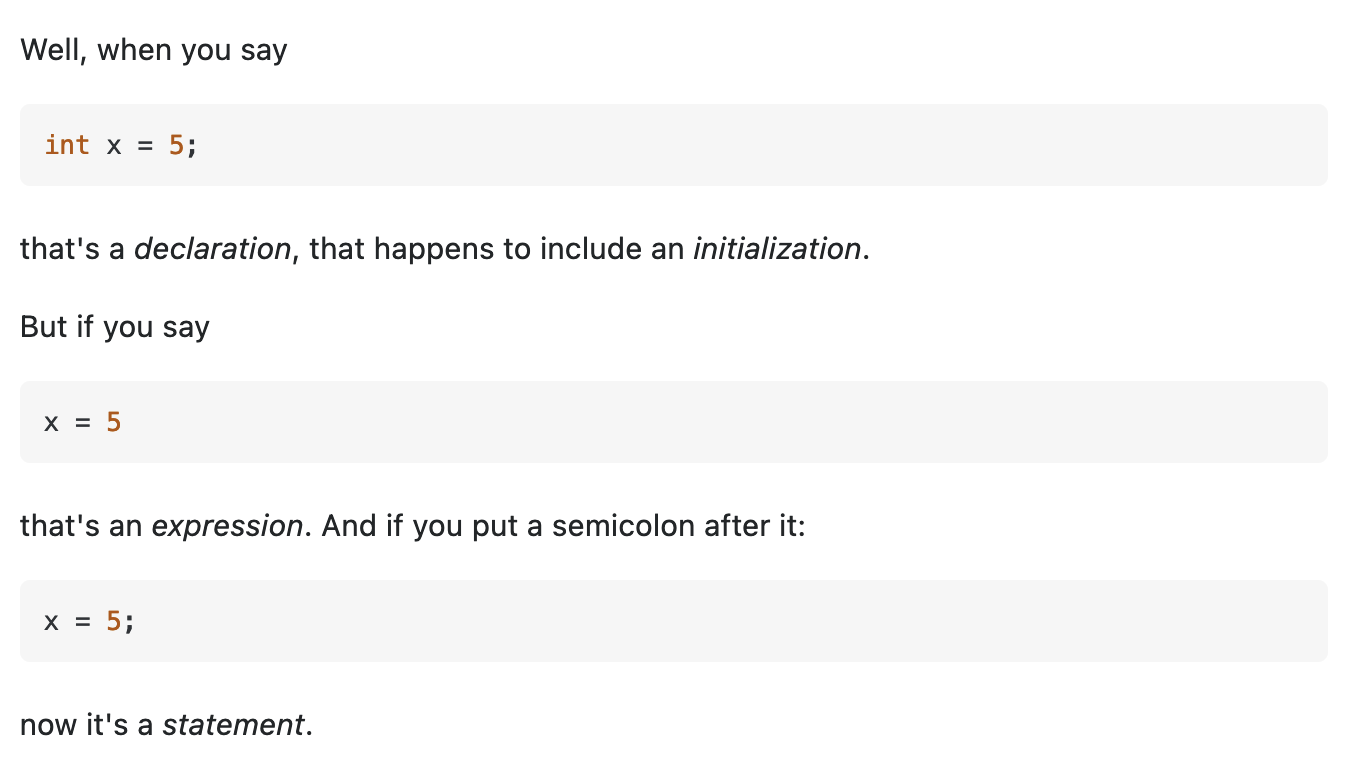 Well, when you say
int x = 5;
that's a declaration, that happens to include an initialization.
But if you say
x = 5
that's an expression. And if you put a semicolon after it:
x = 5;
now it's a statement.